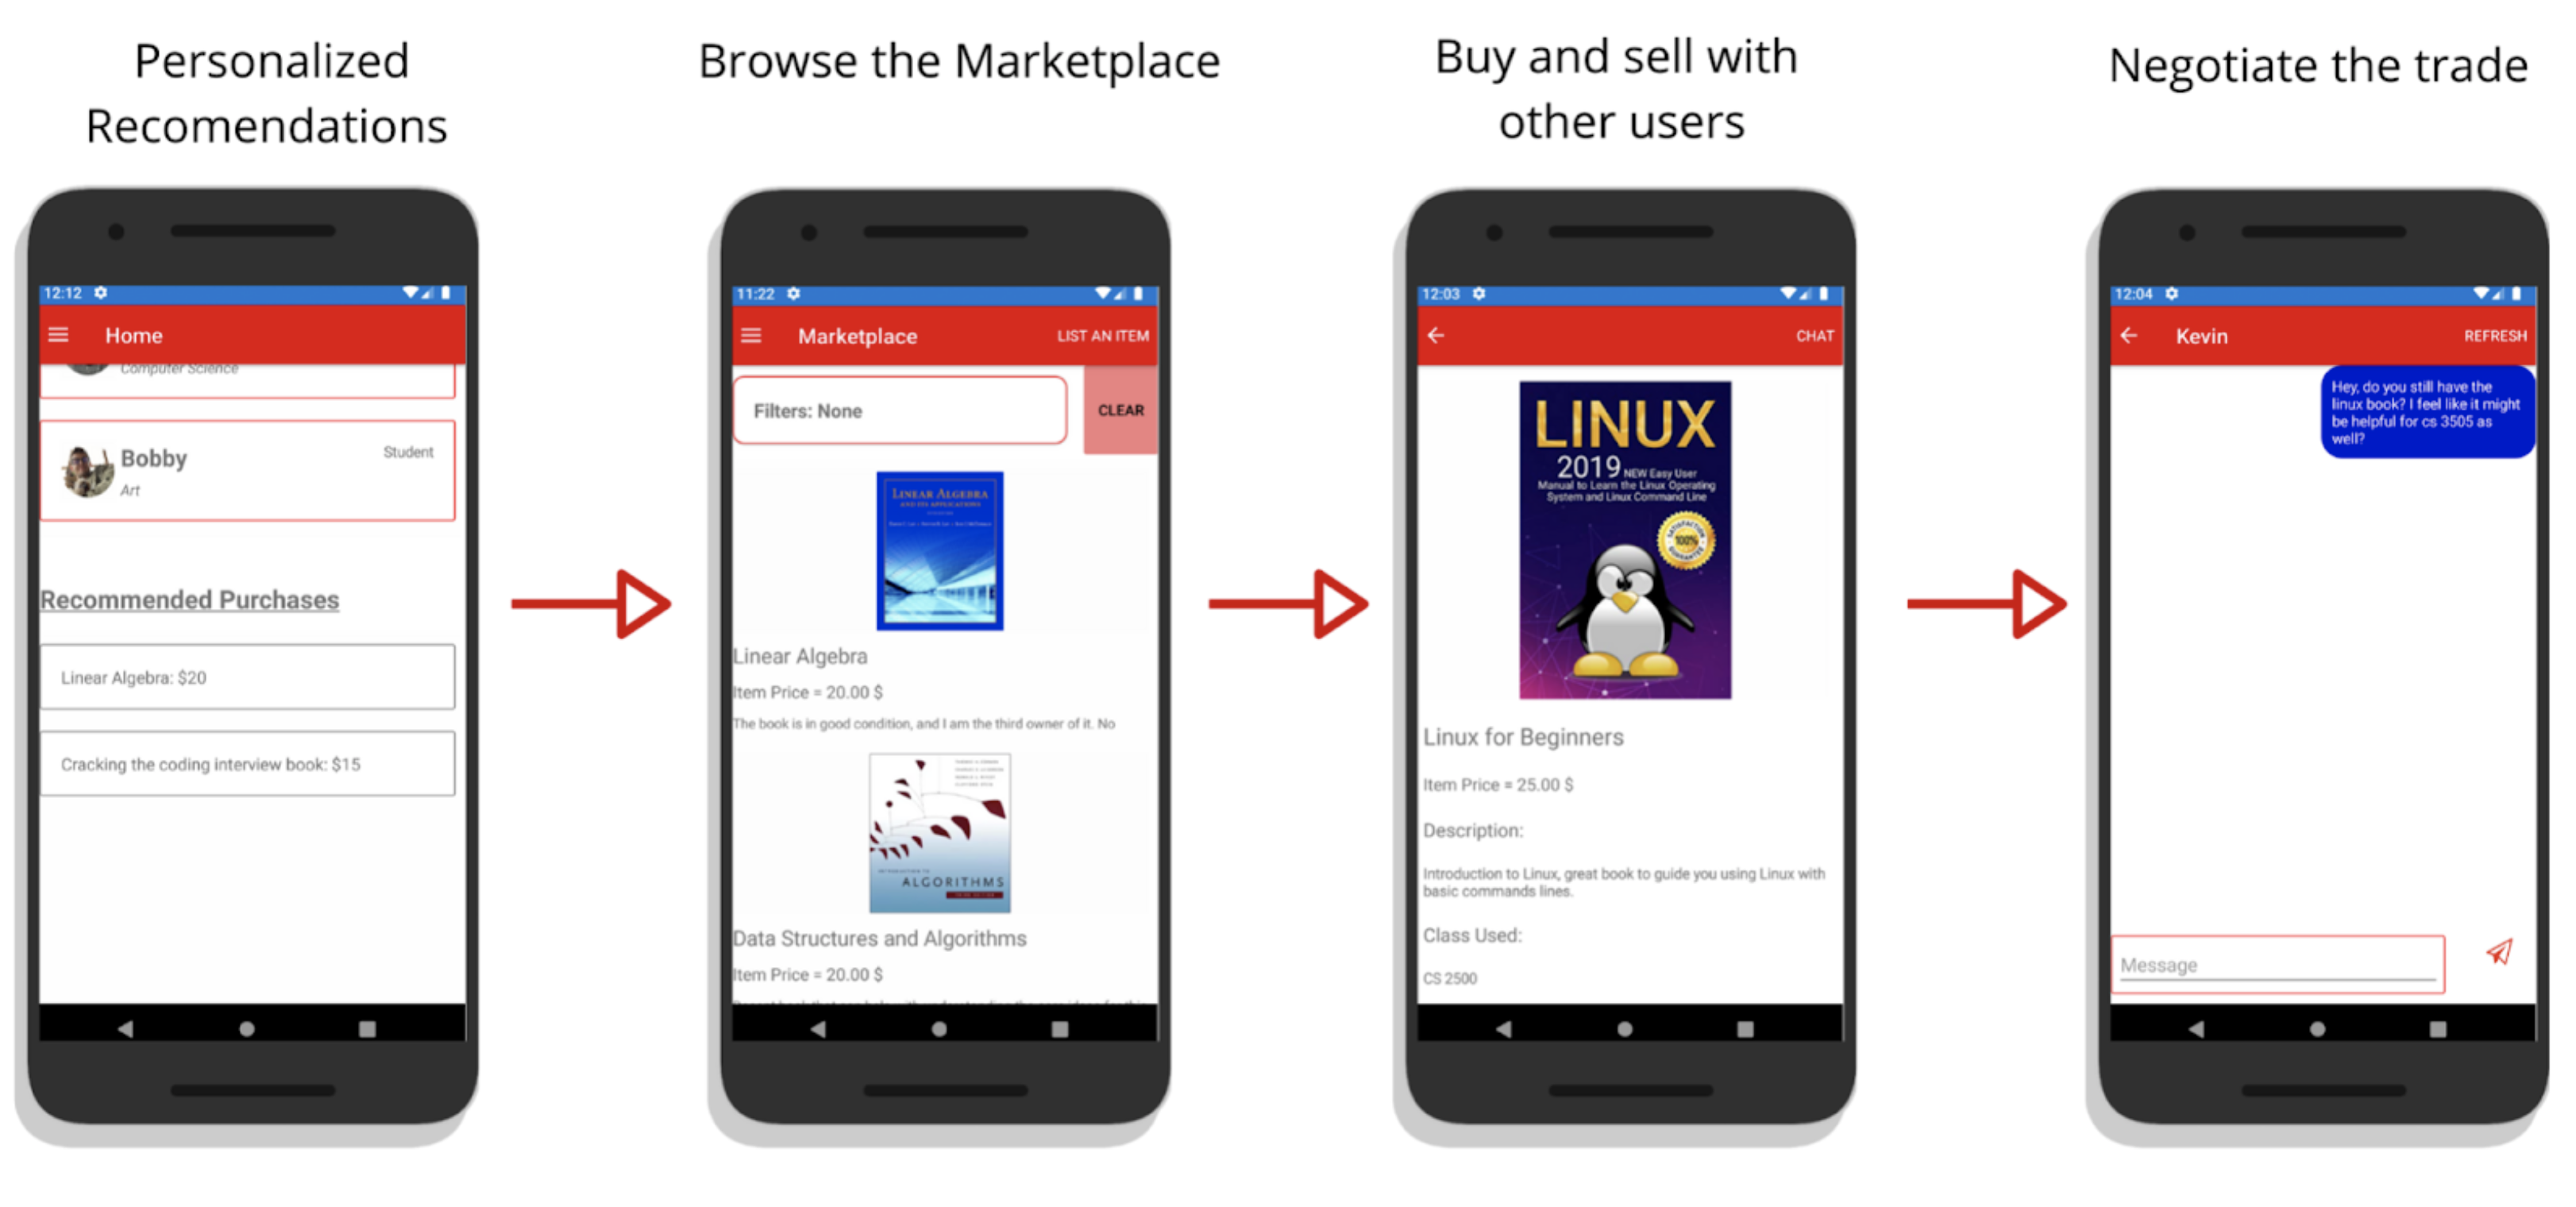 Personalized
Recomendations
Browse the Marketplace
Buy and sell with
other users
Negotiate the trade
12:12
Home
Computer Science
Bobby
Student
Art
Recommended Purchases
Linear Algebra: $20
Cracking the coding interview book: $15
11:22
Marketplace
LIST AN ITEM
Filters: None
CLEAR
LINEAR ALGEBRA
AND ITS APPLICATIONS
Linear Algebra
Item Price = 20.00 $
The book is in good condition, and I am the third owner of it. No
INTRODUCTION TO
ALGORITHMS
Data Structures and Algorithms
Item Price = 20.00 $
12:03
CHAT
LINUX
2019 NEW Easy User
Manual to Learn the Linux Operating
System and Linux Command Line
SATISFACTION
100%
GUARANTEE
Linux for Beginners
Item Price = 25.00 $
Description:
Introduction to Linux, great book to guide you using Linux with
basic commands lines.
Class Used:
CS 2500
12:04
Kevin
REFRESH
Hey, do you still have the
linux book? I feel like it might
be helpful for cs 3505 as
well?
Message